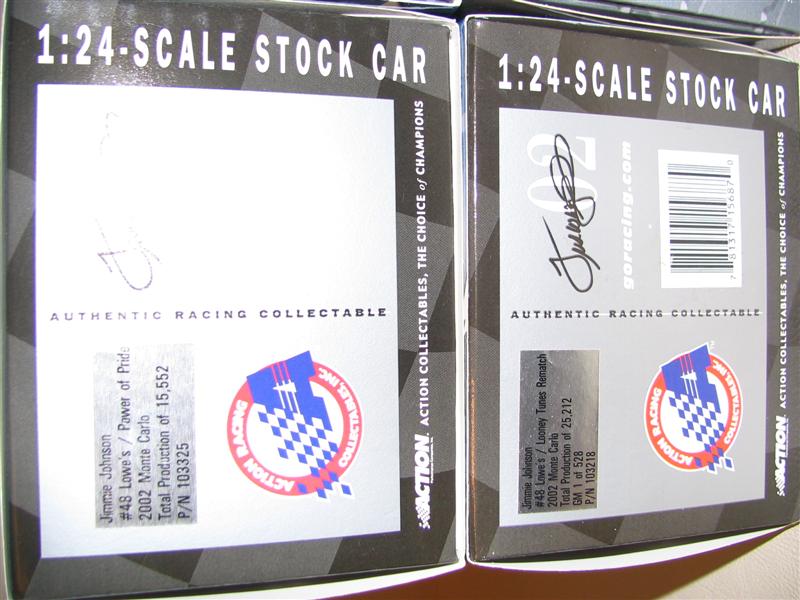 1:24-SCALE STOCK CAR
AUTHENTIC RACING COLLECTABLE
Jimmie Johnson
#48 Lowe's / Power of Pride
2002 Monte Carlo
Total Production of 15,552
P/N 103325
ACTION RACING
COLLECTABLES, INC.
ACTION ACTION COLLECTABLES, THE CHOICE of CHAMPIONS
1:24-SCALE STOCK CAR
02
goracing.com
7 81317 15687 0
AUTHENTIC RACING COLLECTABLE
Jimmie Johnson
#48 Lowe's / Looney Tunes Rematch
2002 Monte Carlo
Total Production of 25,212
GM 1 of 528
P/N 103218
ACTION RACING
COLLECTABLES, INC.
ACTION ACTION COLLECTABLES, THE CHOICE of CHAMPIONS